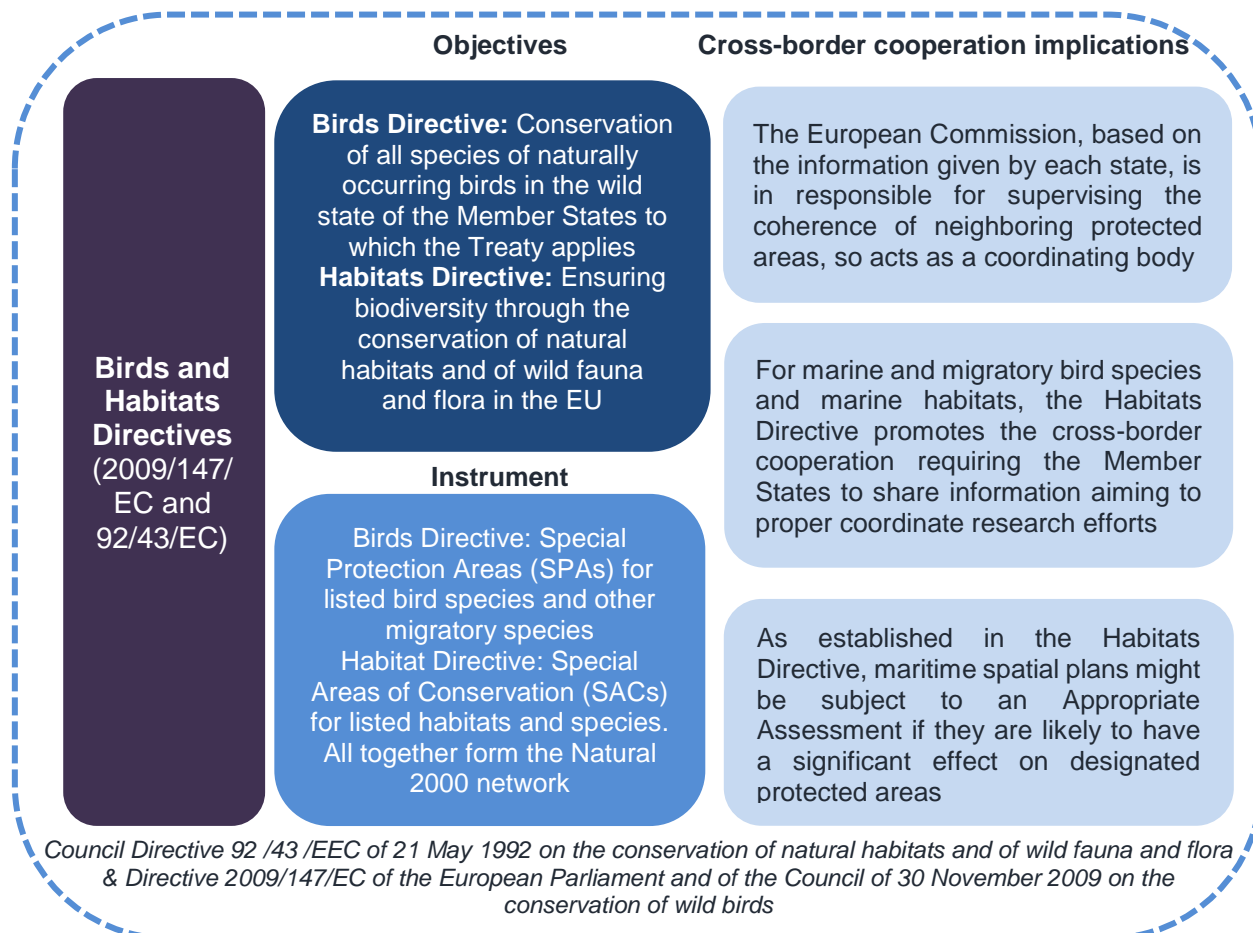 Objectives
Cross-border cooperation implications
Birds and
Habitats
Directives
(2009/147/
EC and
92/43/EC)
Birds Directive: Conservation
of all species of naturally
occurring birds in the wild
state of the Member States to
which the Treaty applies
Habitats Directive: Ensuring
biodiversity through the
conservation of natural
habitats and of wild fauna
and flora in the EU
Instrument
Birds Directive: Special
Protection Areas (SPAs) for
listed bird species and other
migratory species
Habitat Directive: Special
Areas of Conservation (SACs)
for listed habitats and species.
All together form the Natural
2000 network
The European Commission, based on
the information given by each state, is
in responsible for supervising the
coherence of neighboring protected
areas, so acts as a coordinating body
For marine and migratory bird species
and marine habitats, the Habitats
Directive promotes the cross-border
cooperation requiring the Member
States to share information aiming to
proper coordinate research efforts
As established in the Habitats
Directive, maritime spatial plans might
be subject to an Appropriate
Assessment if they are likely to have
a significant effect on designated
protected areas
Council Directive 92 /43 /EEC of 21 May 1992 on the conservation of natural habitats and of wild fauna and flora
& Directive 2009/147/EC of the European Parliament and of the Council of 30 November 2009 on the
conservation of wild birds